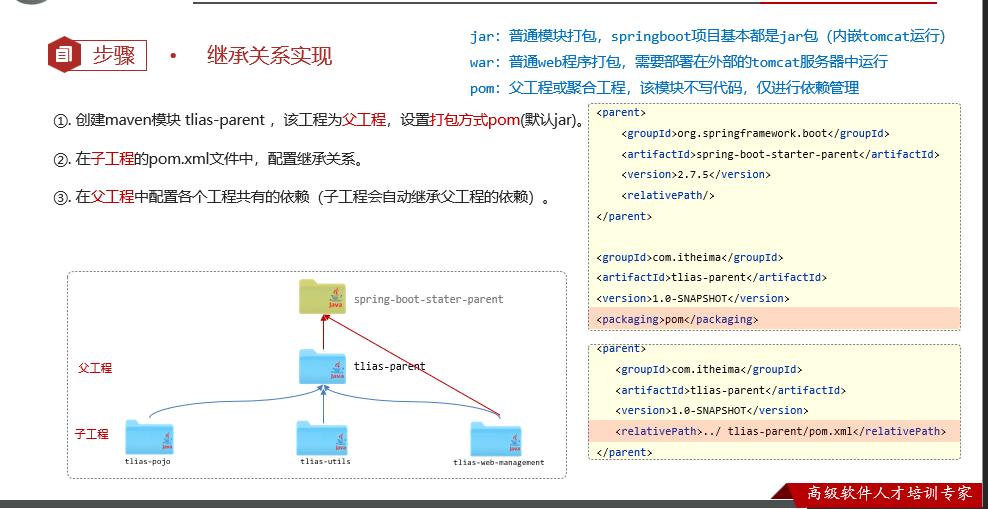 步骤
· 继承关系实现
jar: 普通模块打包，springboot项目基本都是jar包（内嵌tomcat运行）
war: 普通web程序打包，需要部署在外部的tomcat服务器中运行
pom: 父工程或聚合工程，该模块不写代码，仅进行依赖管理
①. 创建maven模块 tlias-parent ，该工程为父工程，设置打包方式pom(默认jar)。
②. 在子工程的pom.xml文件中，配置继承关系。
③. 在父工程中配置各个工程共有的依赖（子工程会自动继承父工程的依赖）。
<parent>
<groupId>org.springframework.boot</groupId>
<artifactId>spring-boot-starter-parent</artifactId>
<version>2.7.5</version>
<relativePath/>
</parent>
<groupId>com.itheima</groupId>
<artifactId>tlias-parent</artifactId>
<version>1.0-SNAPSHOT</version>
<packaging>pom</packaging>
<parent>
<groupId>com.itheima</groupId>
<artifactId>tlias-parent</artifactId>
<version>1.0-SNAPSHOT</version>
<relativePath>../ tlias-parent/pom.xml</relativePath>
</parent>
Java
spring-boot-stater-parent
父工程
Java
tlias-parent
子工程
Java
Java
Java
tlias-pojo
tlias-utils
tlias-web-management
高级软件人才培训专家